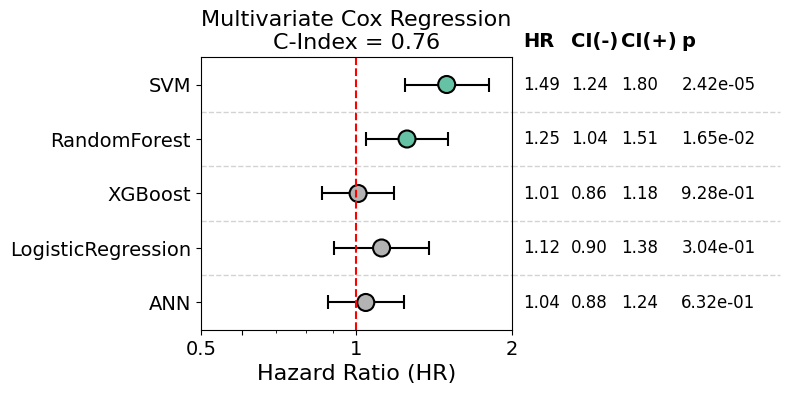 Multivariate Cox Regression
C-Index = 0.76
HR CI(-) CI(+) p
SVM 1.49 1.24 1.80 2.42e-05
RandomForest 1.25 1.04 1.51 1.65e-02
XGBoost 1.01 0.86 1.18 9.28e-01
LogisticRegression 1.12 0.90 1.38 3.04e-01
ANN 1.04 0.88 1.24 6.32e-01
0.5 1 2
Hazard Ratio (HR)